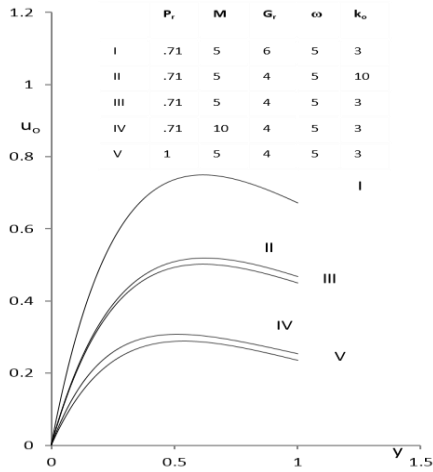 1.2
Pr M Gr ω ko
I .71 5 6 5 3
1
II .71 5 4 5 10
III .71 5 4 5 3
uo
IV .71 10 4 5 3
0.8
V 1 5 4 5 3
I
0.6
II
III
0.4
IV
V
0.2
0
y
0 0.5 1 1.5